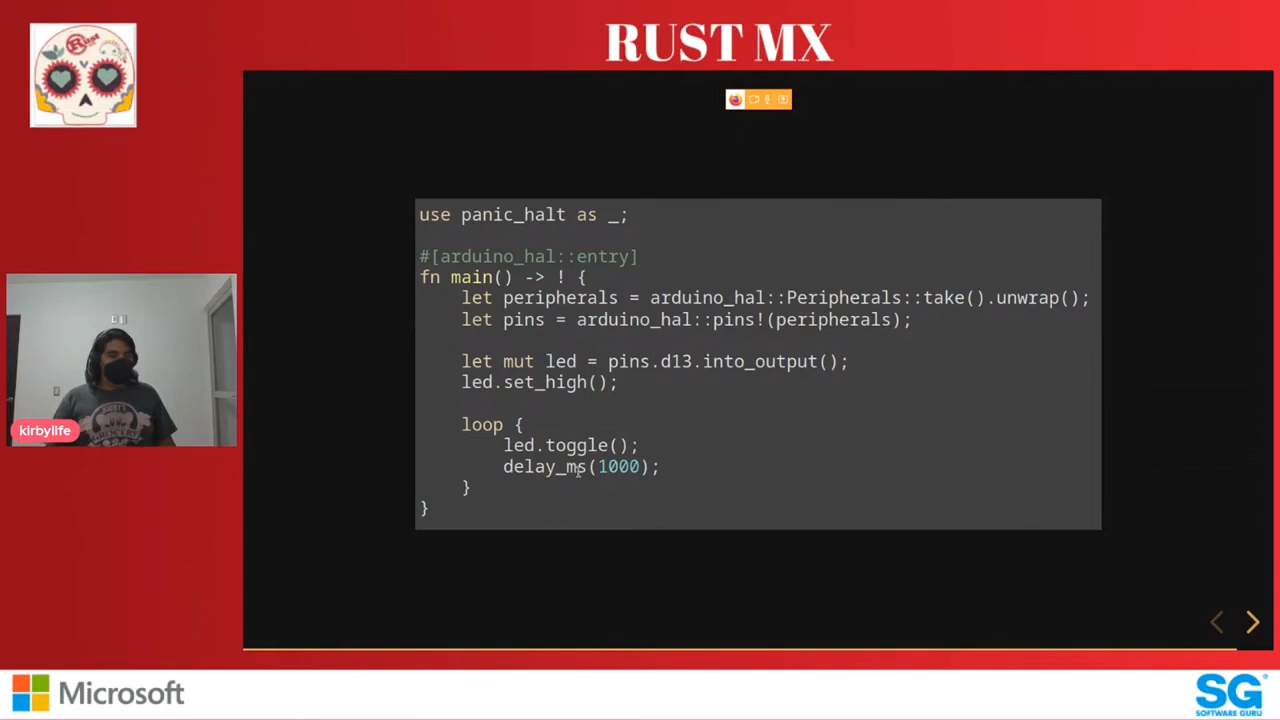 RUST MX
Rust
use panic_halt as _;
#[arduino_hal::entry]
fn main() -> ! {
    let peripherals = arduino_hal::Peripherals::take().unwrap();
    let pins = arduino_hal::pins!(peripherals);
    let mut led = pins.d13.into_output();
    led.set_high();
    loop {
        led.toggle();
        delay_ms(1000);
    }
}
kirbylife
Microsoft
SG
SOFTWARE GURU